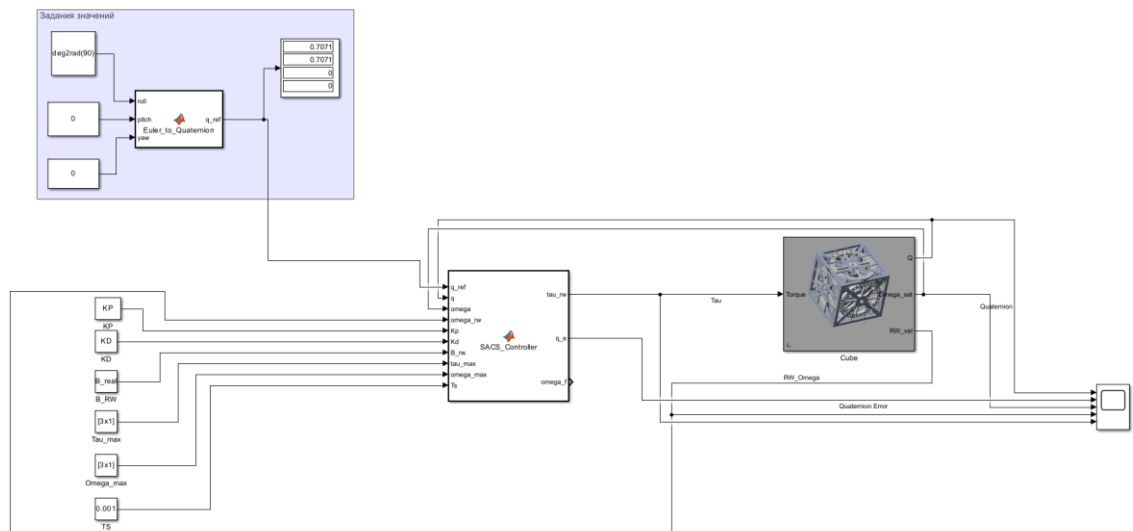 Задания значений
deg2rad(90)
0
0
roll
pitch
yaw
q_ref
Euler_to_Quaternion
0.7071
0.7071
0
0
KP
KP
KD
KD
B_real
B_RW
[3x1]
Tau_max
[3x1]
Omega_max
0.001
TS
q_ref
q
omega
omega_rw
Kp
Kd
B_rw
tau_max
omega_max
Ts
SACS_Controller
tau_rw
q_e
omega_f
Tau
Torque
Q
Omega_sat
RW_vel
Cube
Quaternion
RW_Omega
Quaternion Error